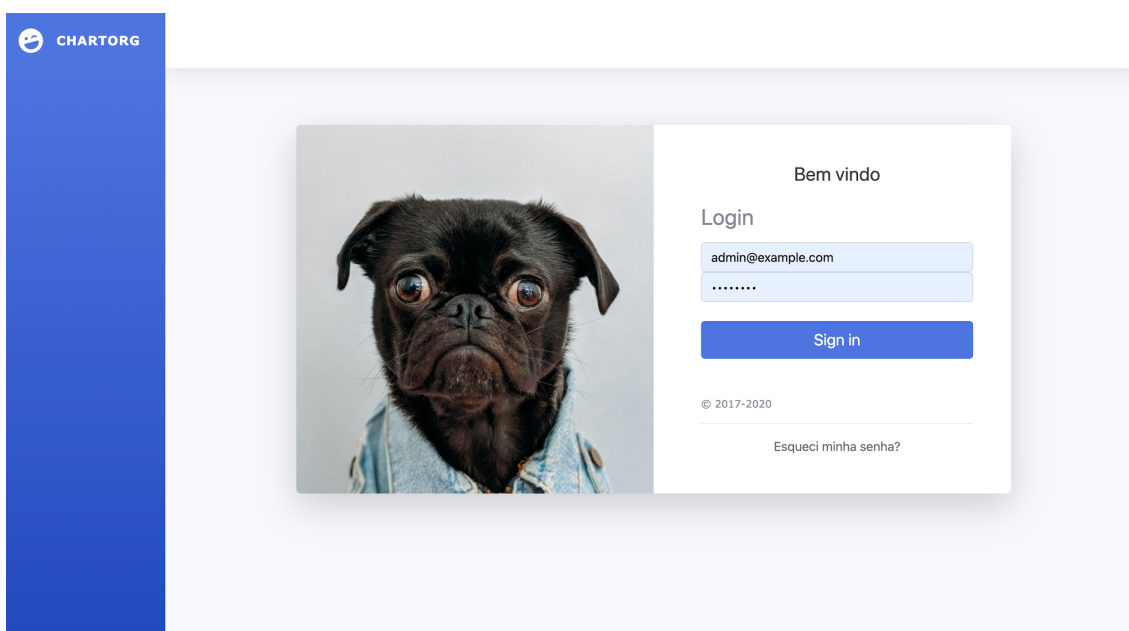 CHARTORG
Bem vindo
Login
admin@example.com
••••••••
Sign in
© 2017-2020
Esqueci minha senha?